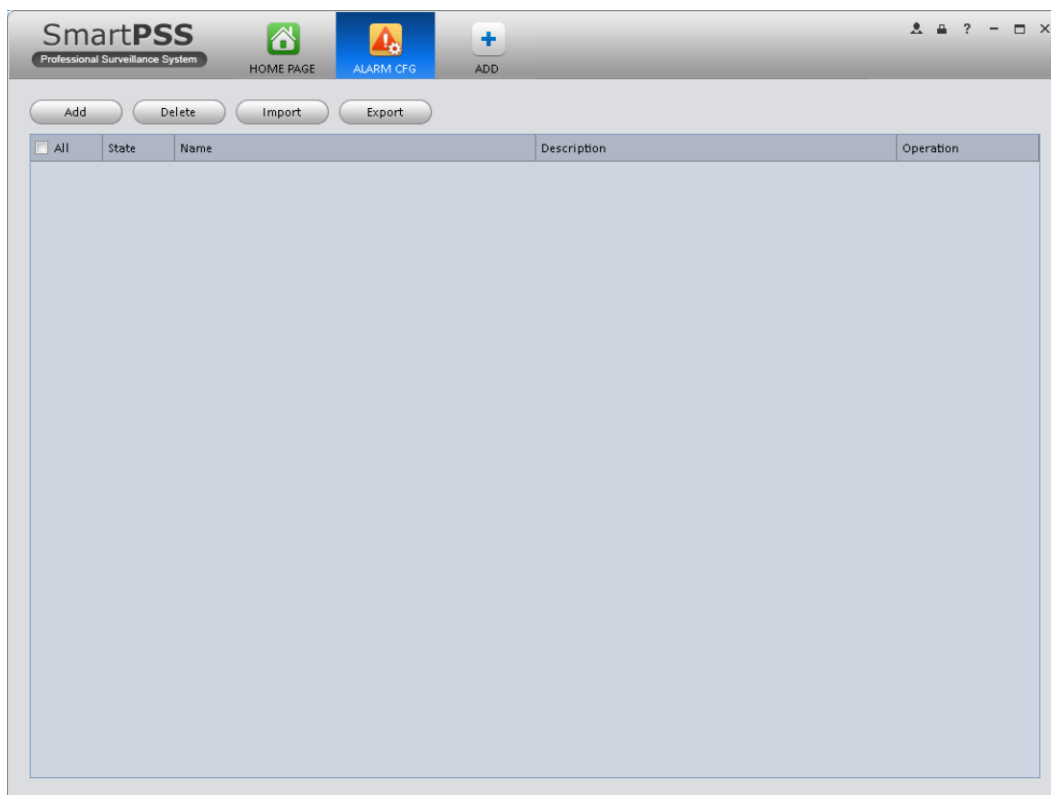 SmartPSS
Professional Surveillance System
HOME PAGE
ALARM CFG
ADD
?
Add Delete Import Export
All State Name Description Operation